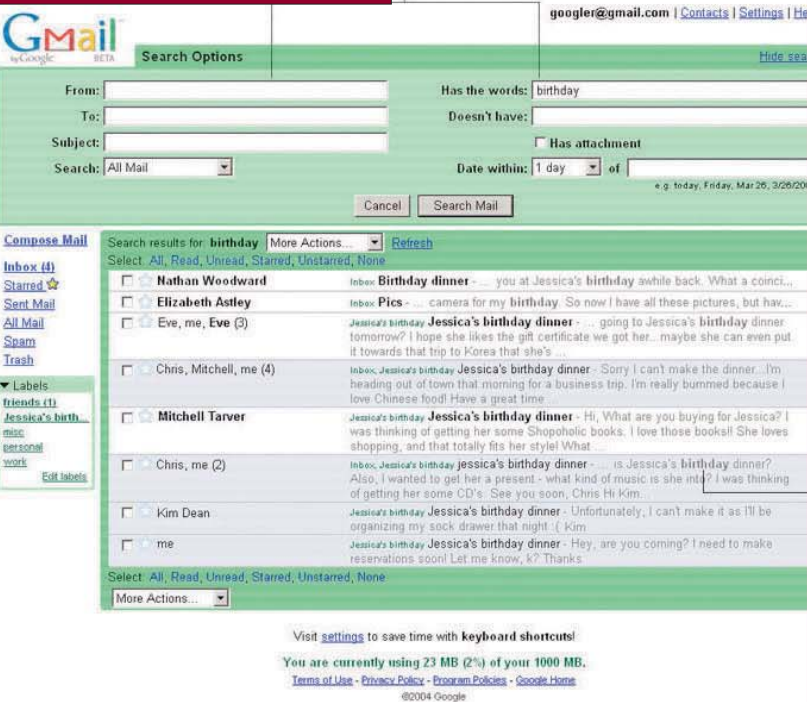 googler@gmail.com | Contacts | Settings | He
Gmail
by Google BETA
Search Options
Hide sea
From:
Has the words: birthday
To:
Doesn't have:
Subject:
Has attachment
Search: All Mail
Date within: 1 day of
e.g. today, Friday, Mar 26, 3/26/20
Cancel Search Mail
Compose Mail
Inbox (4)
Starred
Sent Mail
All Mail
Spam
Trash
Labels
friends (1)
Jessica's birth...
misc
personal
work
Edit labels
Search results for: birthday More Actions... Refresh
Select: All, Read, Unread, Starred, Unstarred, None
Nathan Woodward Inbox Birthday dinner - ... you at Jessica's birthday awhile back. What a coinci...
Elizabeth Astley Inbox Pics - ... camera for my birthday. So now I have all these pictures, but hav...
Eve, me, Eve (3) Jessica's birthday Jessica's birthday dinner - ... going to Jessica's birthday dinner
tomorrow? I hope she likes the gift certificate we got her.. maybe she can even put
it towards that trip to Korea that she's ...
Chris, Mitchell, me (4) Inbox, Jessica's birthday Jessica's birthday dinner - Sorry I can't make the dinner...I'm
heading out of town that morning for a business trip. I'm really bummed because I
love Chinese food! Have a great time ...
Mitchell Tarver Jessica's birthday Jessica's birthday dinner - Hi, What are you buying for Jessica? I
was thinking of getting her some Shopoholic books. I love those books!! She loves
shopping, and that totally fits her style! What ...
Chris, me (2) Inbox, Jessica's birthday jessica's birthday dinner - ... is Jessica's birthday dinner?
Also, I wanted to get her a present - what kind of music is she into? I was thinking
of getting her some CD's. See you soon, Chris Hi Kim...
Kim Dean Jessica's birthday Jessica's birthday dinner - Unfortunately, I can't make it as I'll be
organizing my sock drawer that night :( Kim
me Jessica's birthday Jessica's birthday dinner - Hey, are you coming? I need to make
reservations soon! Let me know, k? Thanks
Select: All, Read, Unread, Starred, Unstarred, None
More Actions...
Visit settings to save time with keyboard shortcuts!
You are currently using 23 MB (2%) of your 1000 MB.
Terms of Use - Privacy Policy - Program Policies - Google Home
©2004 Google